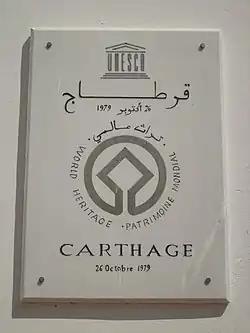 UNESCO
قرطاج
26 أكتوبر 1979
تراث عالمي
WORLD HERITAGE · PATRIMOINE MONDIAL
CARTHAGE
26 Octobre 1979